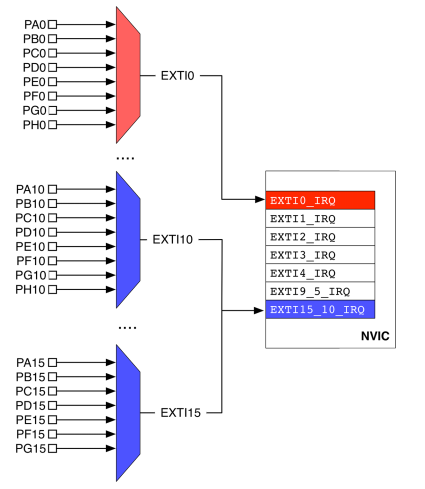 PA0
PB0
PC0
PD0
PE0
PF0
PG0
PH0
EXTI0
....
PA10
PB10
PC10
PD10
PE10
PF10
PG10
PH10
EXTI10
....
PA15
PB15
PC15
PD15
PE15
PF15
PG15
EXTI15
EXTI0_IRQ
EXTI1_IRQ
EXTI2_IRQ
EXTI3_IRQ
EXTI4_IRQ
EXTI9_5_IRQ
EXTI15_10_IRQ
NVIC